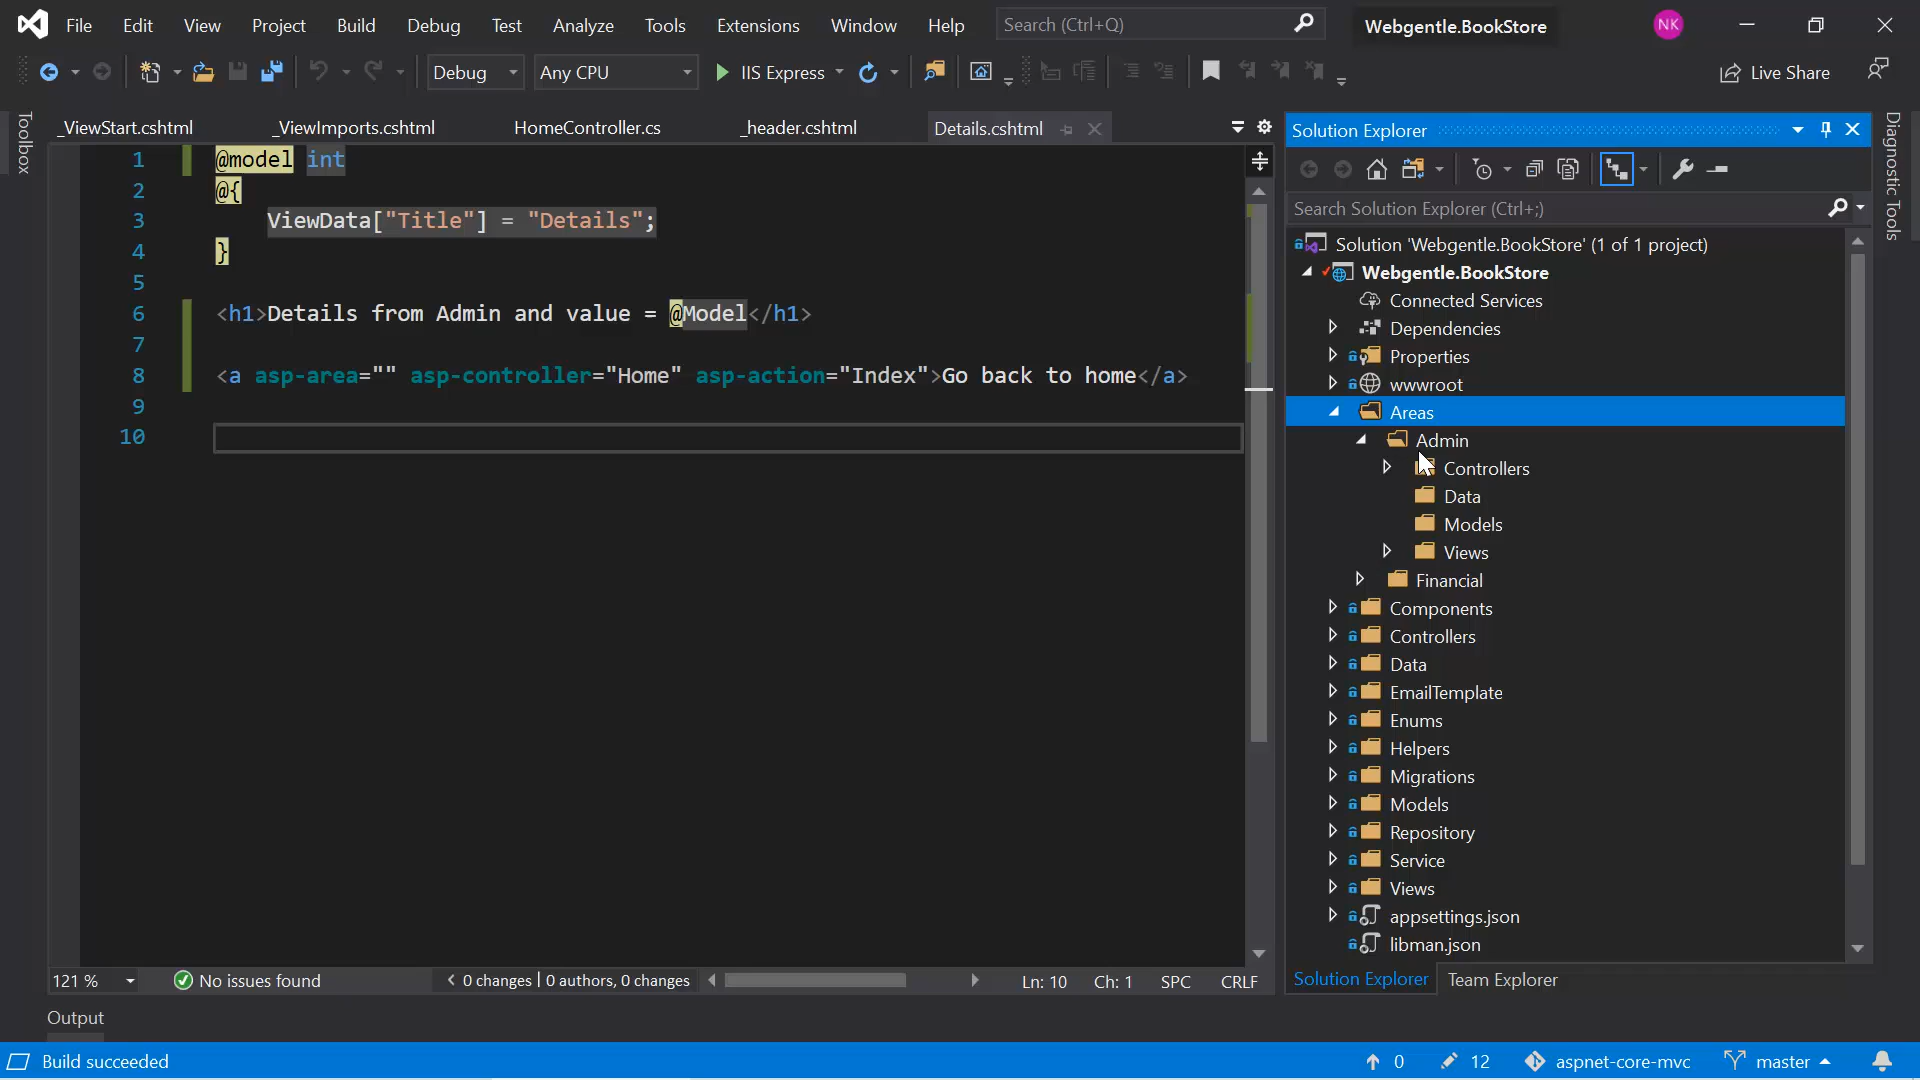 File Edit View Project Build Debug Test Analyze Tools Extensions Window Help Search (Ctrl+Q) Webgentle.BookStore NK
Debug Any CPU IIS Express Live Share
Toolbox
_ViewStart.cshtml _ViewImports.cshtml HomeController.cs _header.cshtml Details.cshtml
1 @model int
2 @{
3 ViewData["Title"] = "Details";
4 }
5
6 <h1>Details from Admin and value = @Model</h1>
7
8 <a asp-area="" asp-controller="Home" asp-action="Index">Go back to home</a>
9
10
121 % No issues found 0 changes | 0 authors, 0 changes Ln: 10 Ch: 1 SPC CRLF
Output
Solution Explorer
Search Solution Explorer (Ctrl+;)
Solution 'Webgentle.BookStore' (1 of 1 project)
Webgentle.BookStore
Connected Services
Dependencies
Properties
wwwroot
Areas
Admin
Controllers
Data
Models
Views
Financial
Components
Controllers
Data
EmailTemplate
Enums
Helpers
Migrations
Models
Repository
Service
Views
appsettings.json
libman.json
Solution Explorer Team Explorer
Diagnostic Tools
Build succeeded 0 12 aspnet-core-mvc master